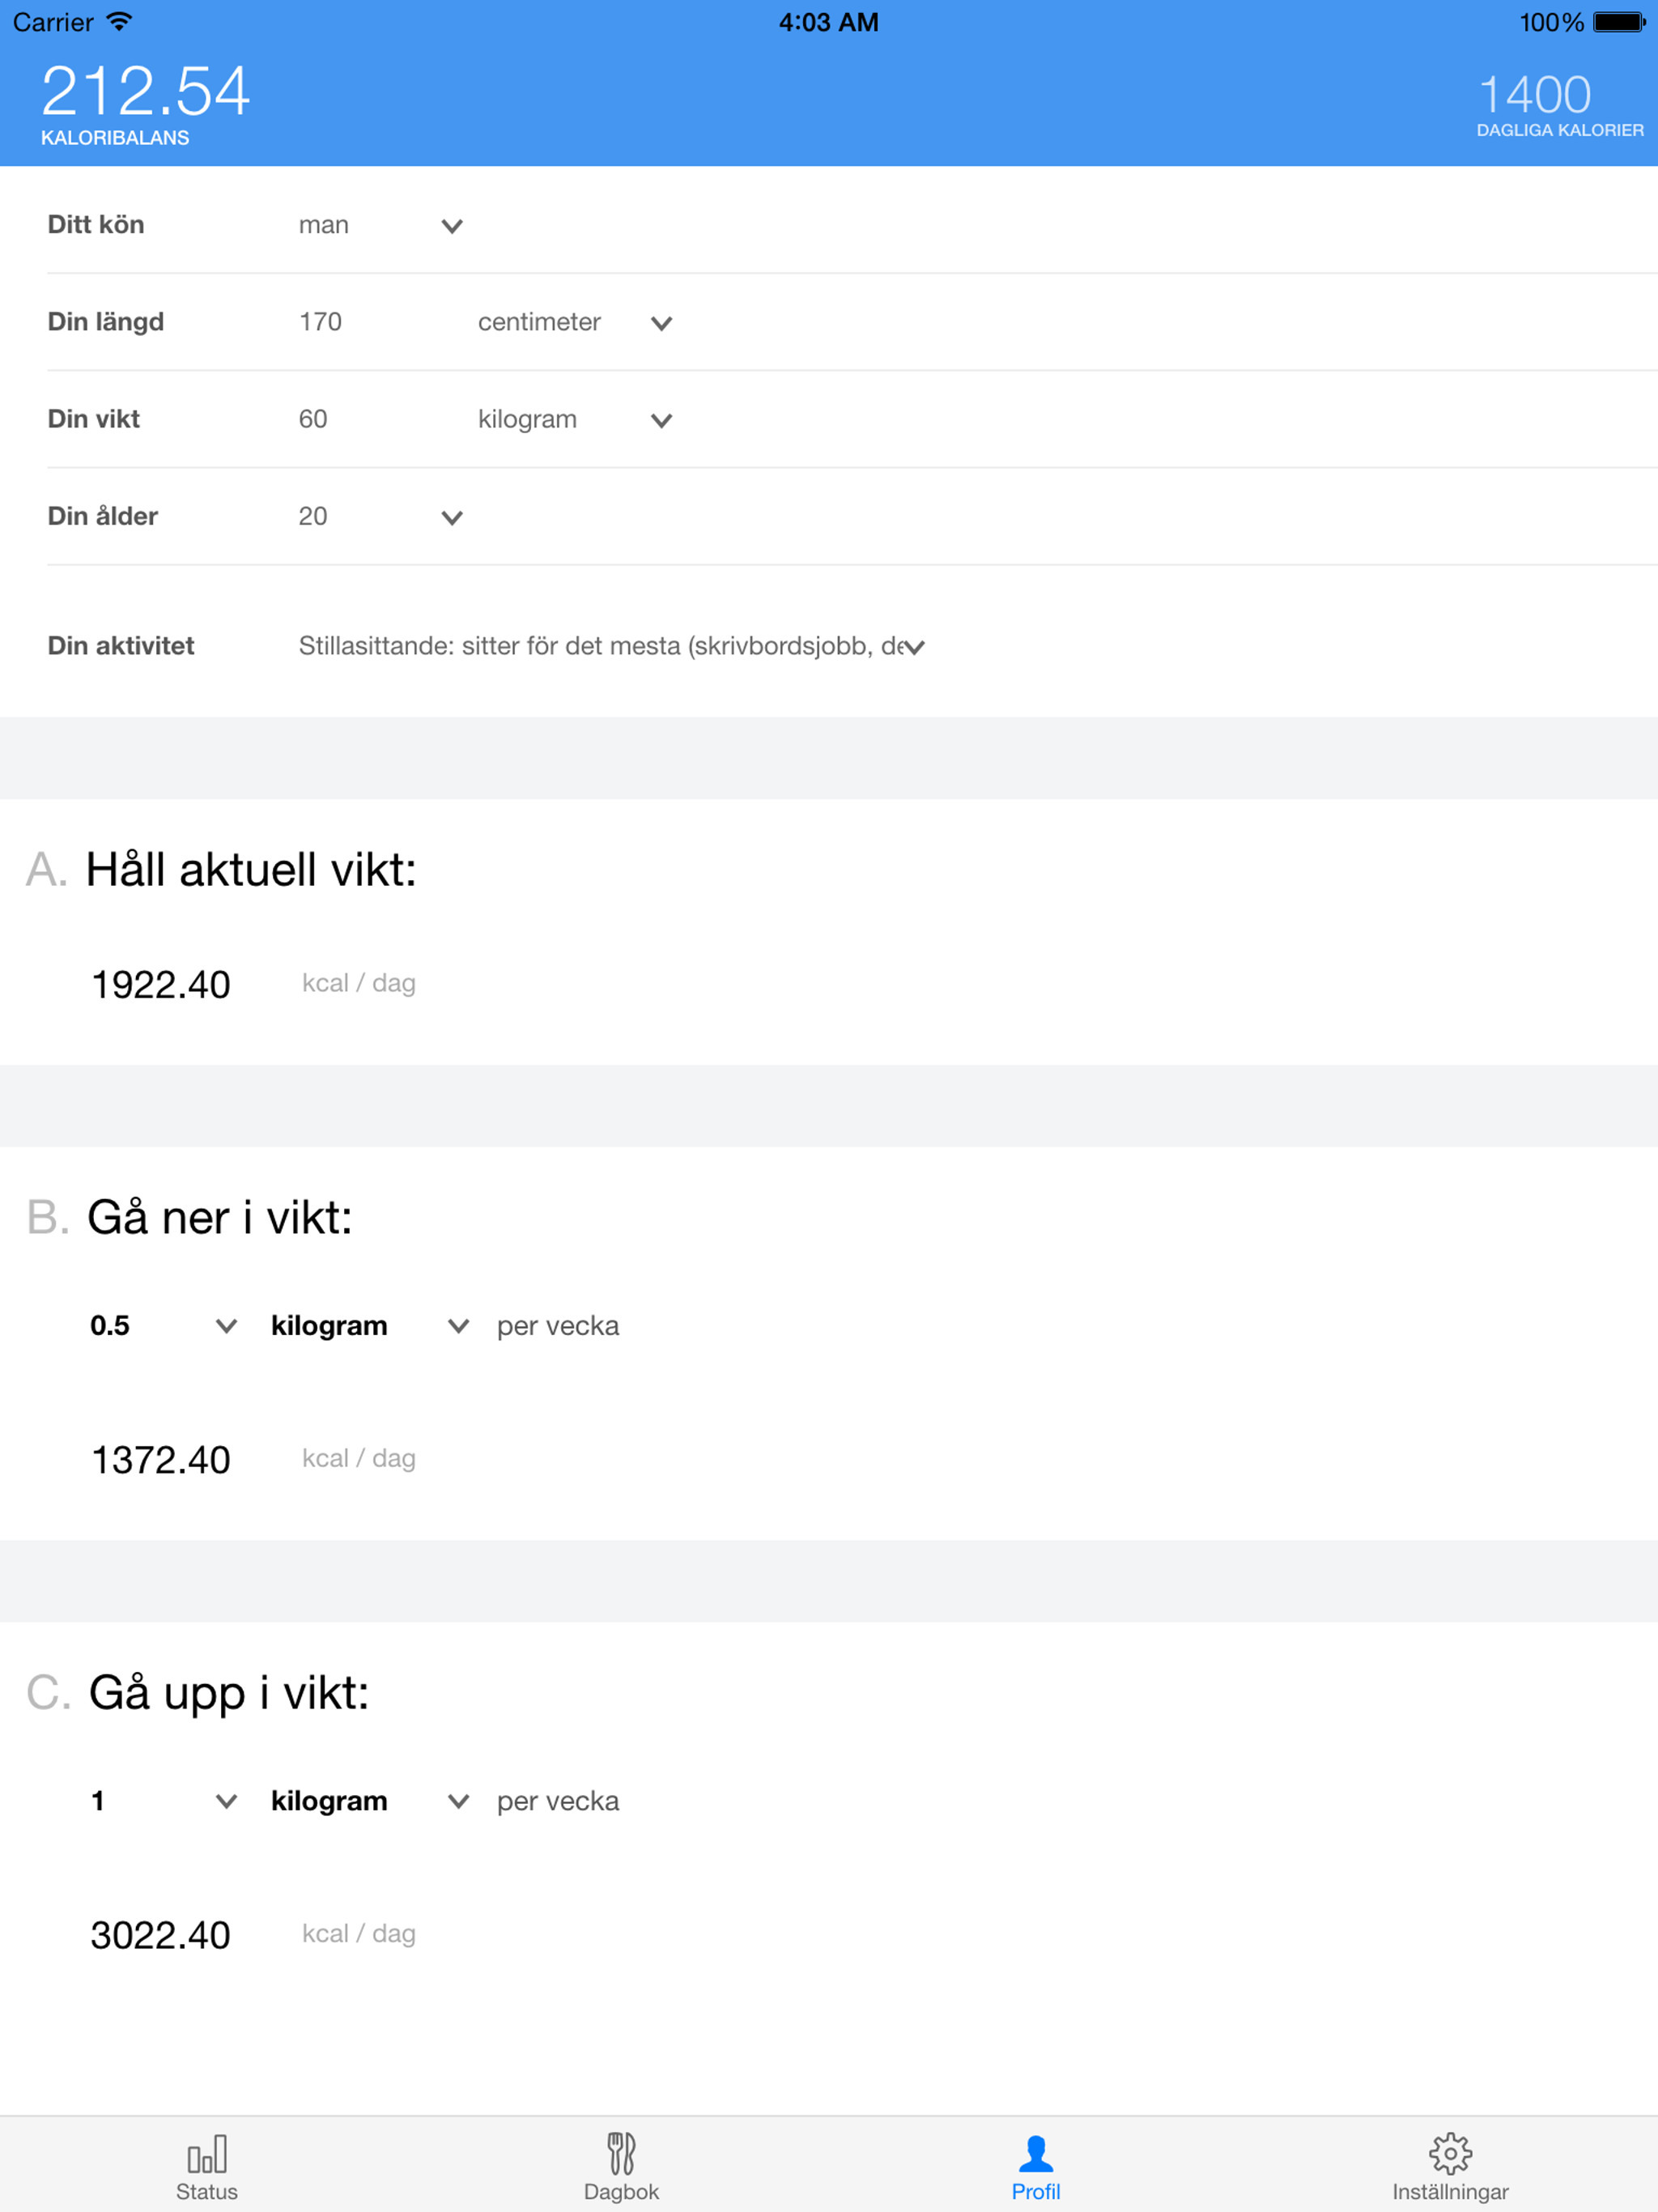 Carrier 4:03 AM 100%
212.54 1400
KALORIBALANS DAGLIGA KALORIER
Ditt kön man
Din längd 170 centimeter
Din vikt 60 kilogram
Din ålder 20
Din aktivitet Stillasittande: sitter för det mesta (skrivbordsjobb, de
A. Håll aktuell vikt:
1922.40 kcal / dag
B. Gå ner i vikt:
0.5 kilogram per vecka
1372.40 kcal / dag
C. Gå upp i vikt:
1 kilogram per vecka
3022.40 kcal / dag
Status Dagbok Profil Inställningar